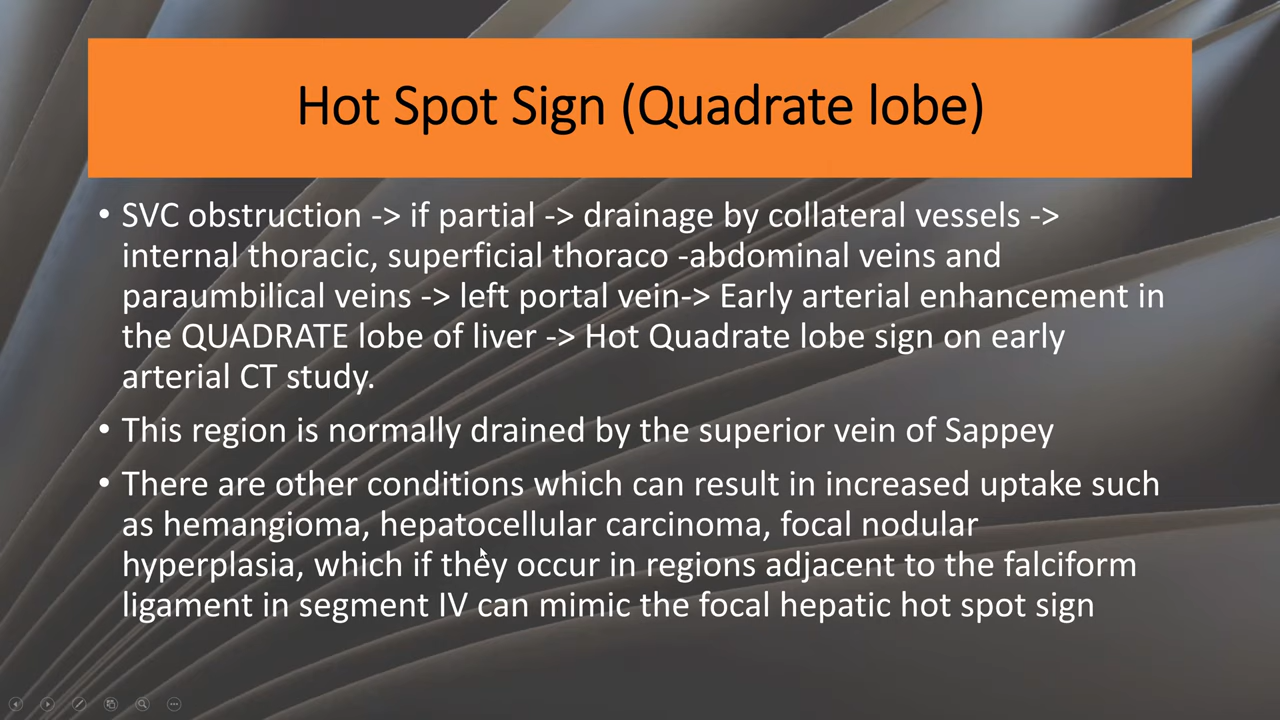 Hot Spot Sign (Quadrate lobe)
• SVC obstruction -> if partial -> drainage by collateral vessels ->
internal thoracic, superficial thoraco -abdominal veins and
paraumbilical veins -> left portal vein-> Early arterial enhancement in
the QUADRATE lobe of liver -> Hot Quadrate lobe sign on early
arterial CT study.
• This region is normally drained by the superior vein of Sappey
• There are other conditions which can result in increased uptake such
as hemangioma, hepatocellular carcinoma, focal nodular
hyperplasia, which if they occur in regions adjacent to the falciform
ligament in segment IV can mimic the focal hepatic hot spot sign